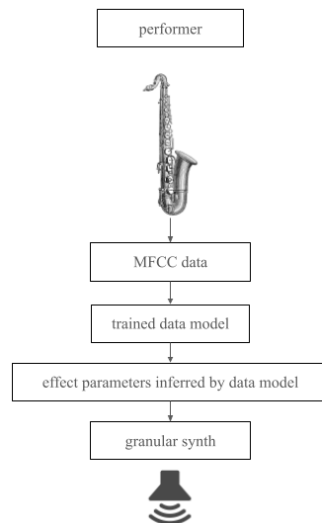 performer
MFCC data
trained data model
effect parameters inferred by data model
granular synth